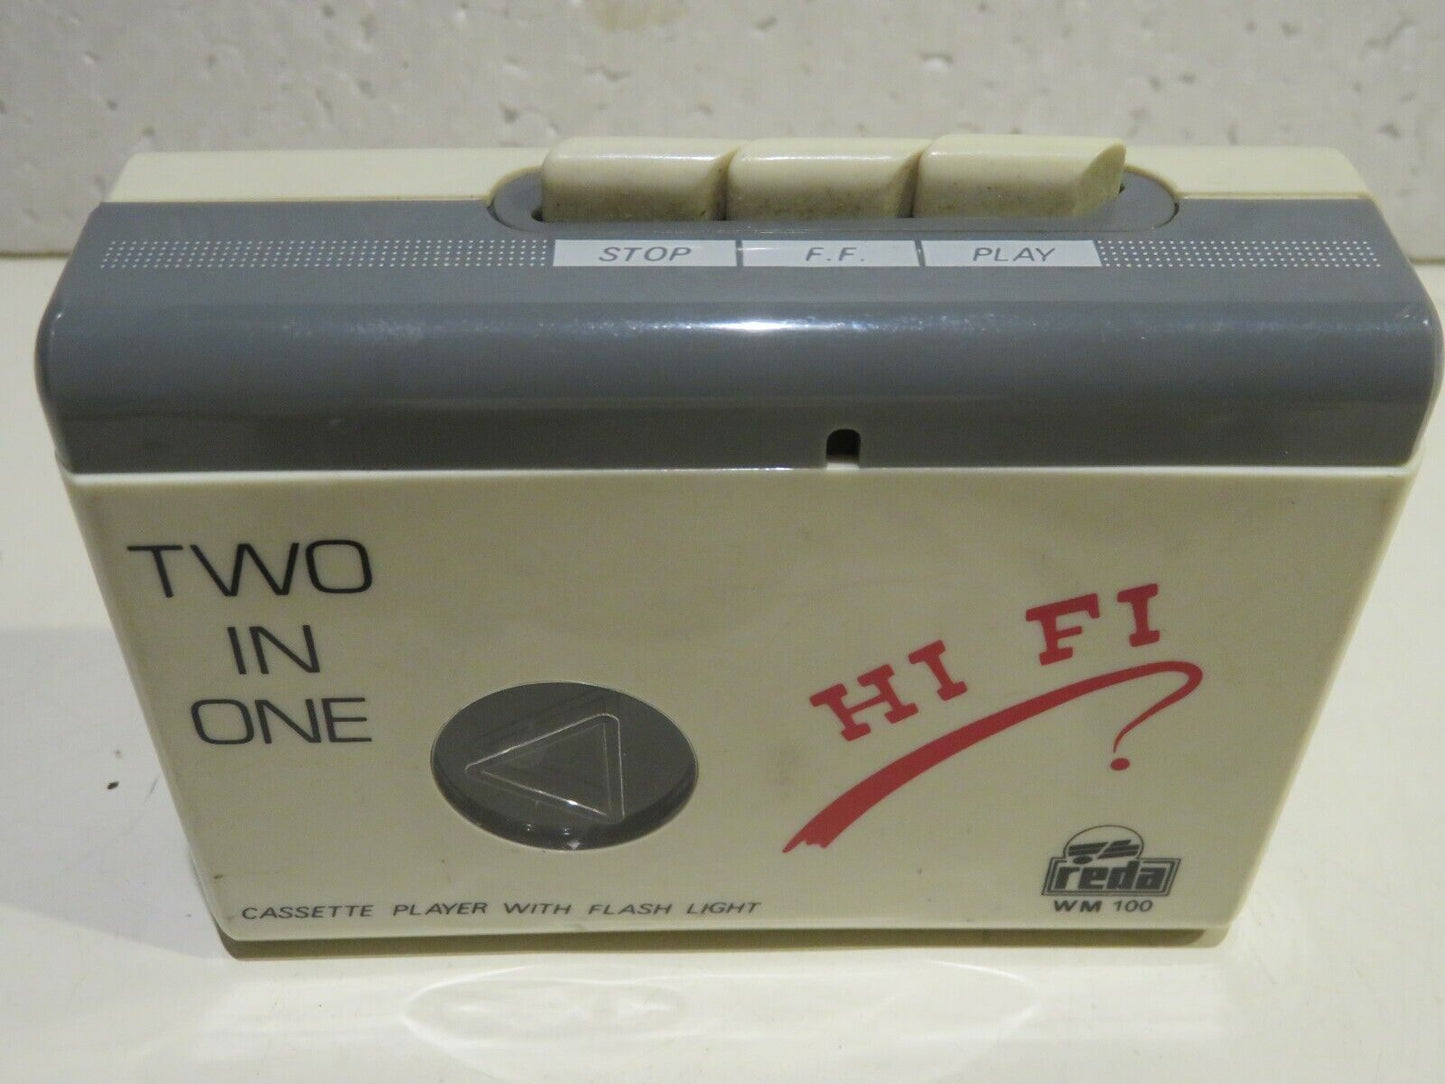 STOP F.F. PLAY
TWO
IN
ONE
HI FI
?
reda
WM 100
CASSETTE PLAYER WITH FLASH LIGHT